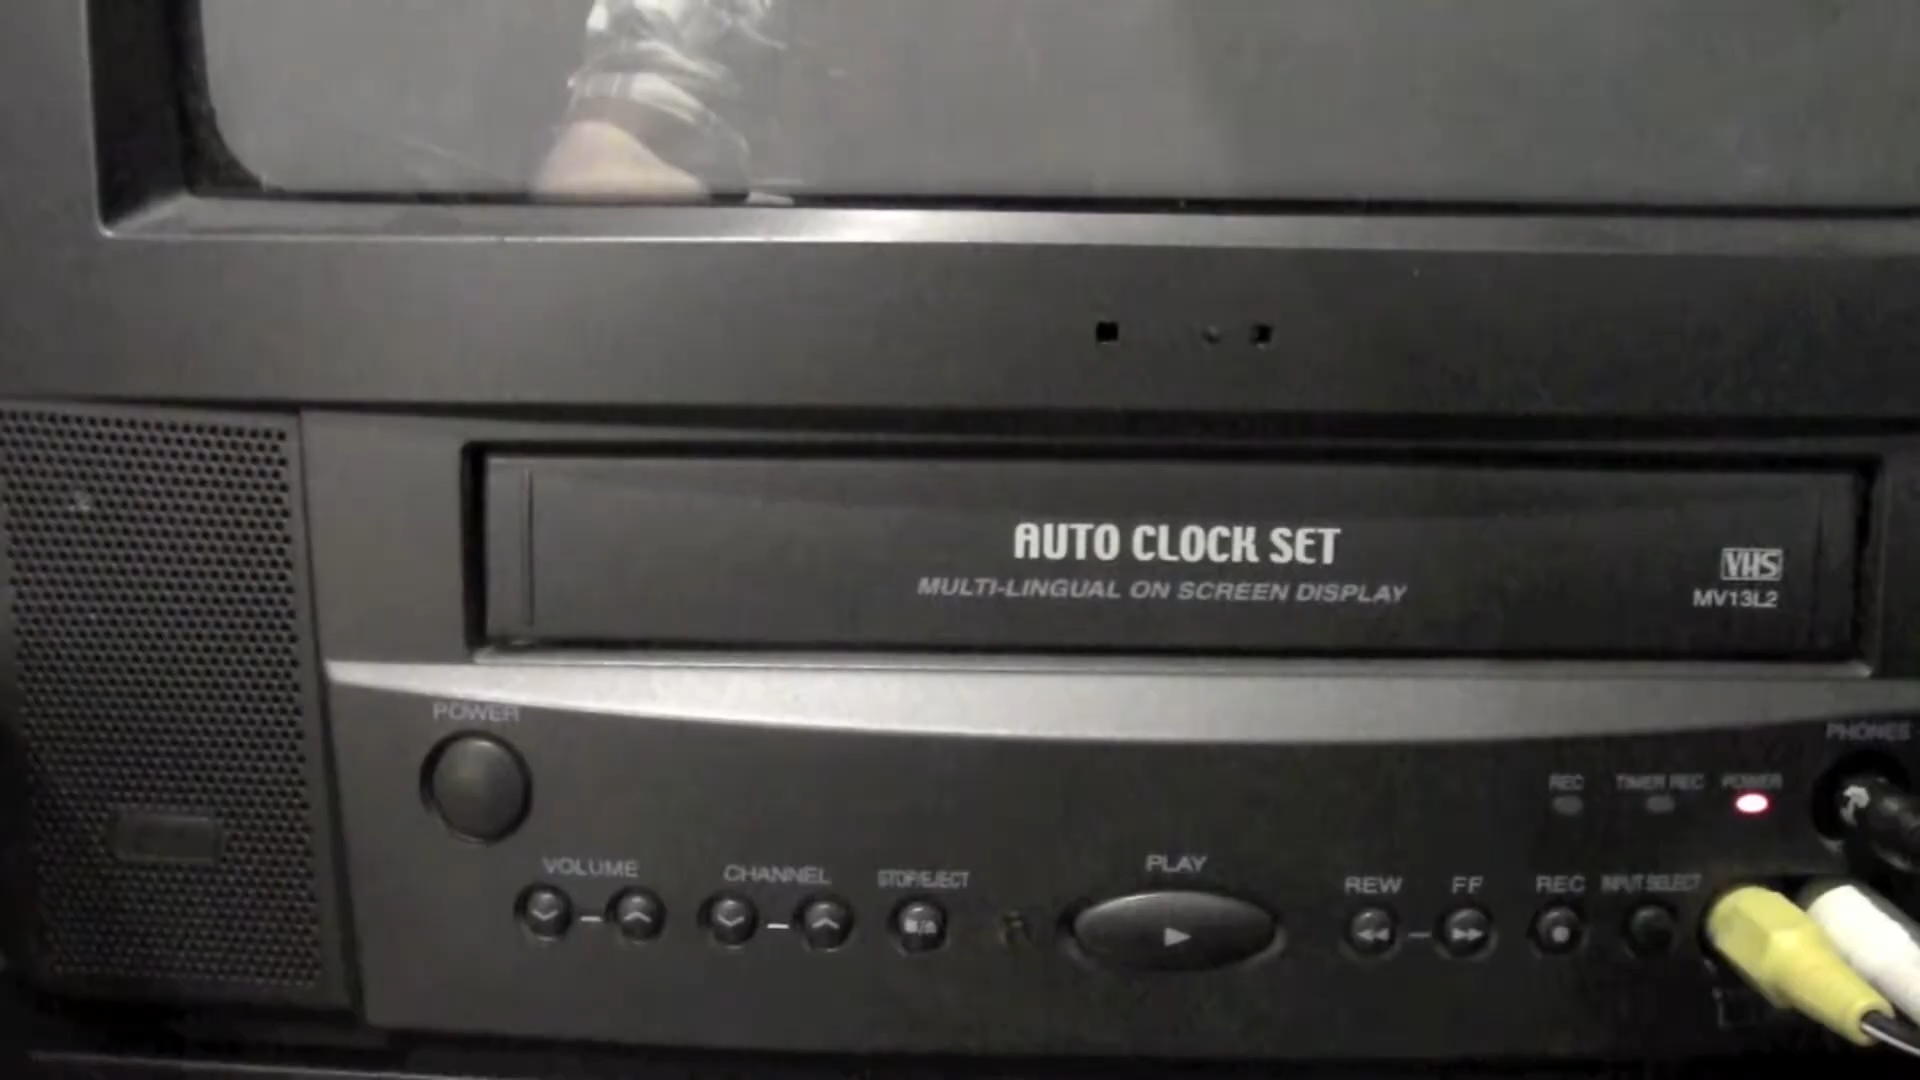 AUTO CLOCK SET
MULTI-LINGUAL ON SCREEN DISPLAY
VHS
MV13L2
POWER
PHONES
REC TIMER REC POWER
VOLUME CHANNEL STOP/EJECT PLAY REW FF REC INPUT SELECT